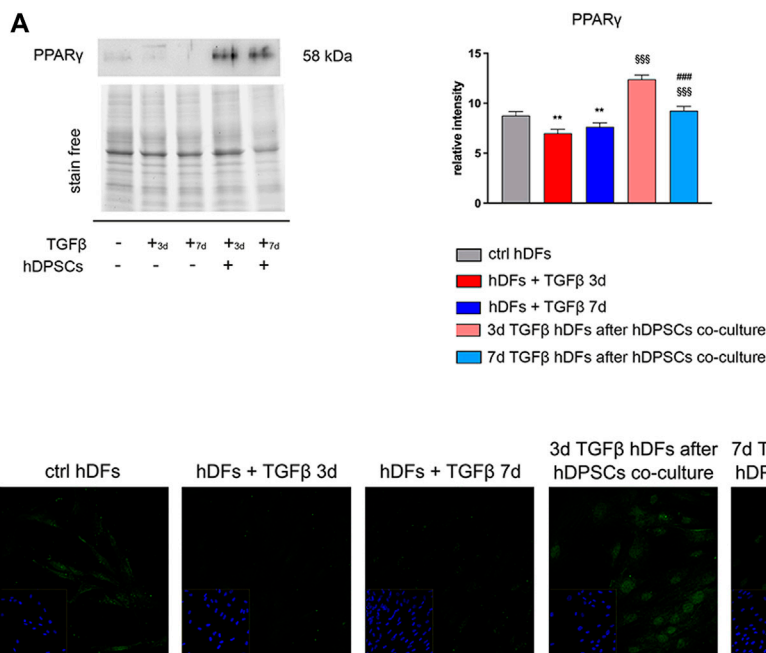 A
PPARγ
58 kDa
stain free
TGFβ - +3d +7d +3d +7d
hDPSCs - - - + +
PPARγ
relative intensity
15
10
5
0
**
**
§§§
###
§§§
ctrl hDFs
hDFs + TGFβ 3d
hDFs + TGFβ 7d
3d TGFβ hDFs after hDPSCs co-culture
7d TGFβ hDFs after hDPSCs co-culture
ctrl hDFs
hDFs + TGFβ 3d
hDFs + TGFβ 7d
3d TGFβ hDFs after
hDPSCs co-culture
7d T
hDP